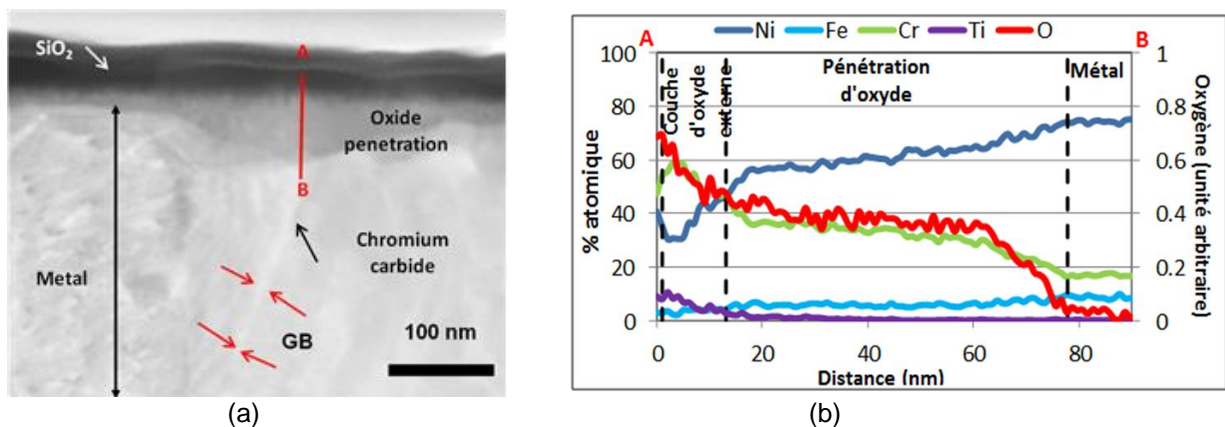 SiO2
A
Oxide
penetration
B
Chromium
carbide
Metal
GB
100 nm
(a)
Ni Fe Cr Ti O
A B
% atomique
100
80
60
40
20
0
Couche
d'oxyde
externe
Pénétration
d'oxyde
Métal
1
0.8
0.6
0.4
0.2
0
Oxygène (unité arbitraire)
0 20 40 60 80
Distance (nm)
(b)